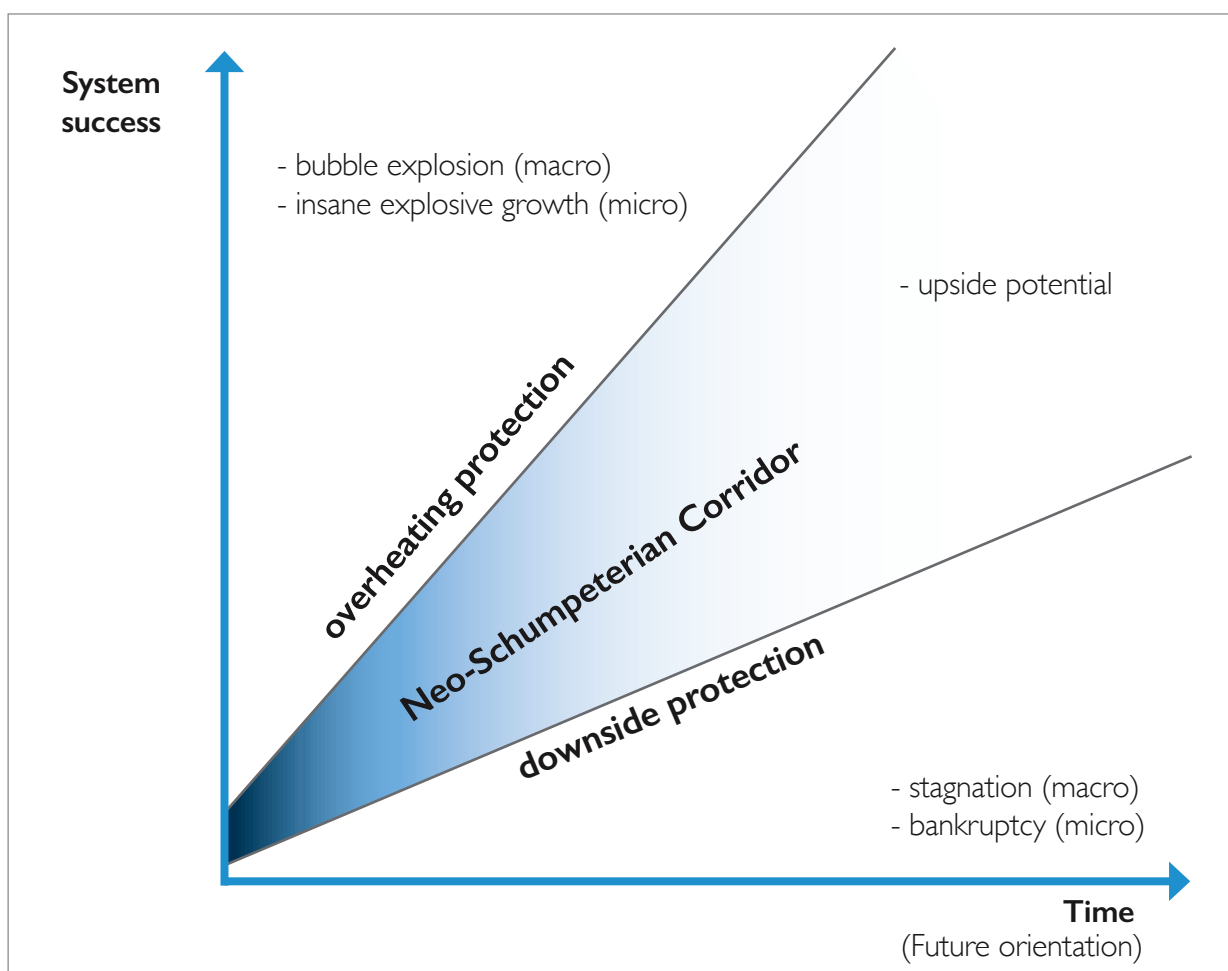 System
success
- bubble explosion (macro)
- insane explosive growth (micro)
- upside potential
overheating protection
Neo-Schumpeterian Corridor
downside protection
- stagnation (macro)
- bankruptcy (micro)
Time
(Future orientation)